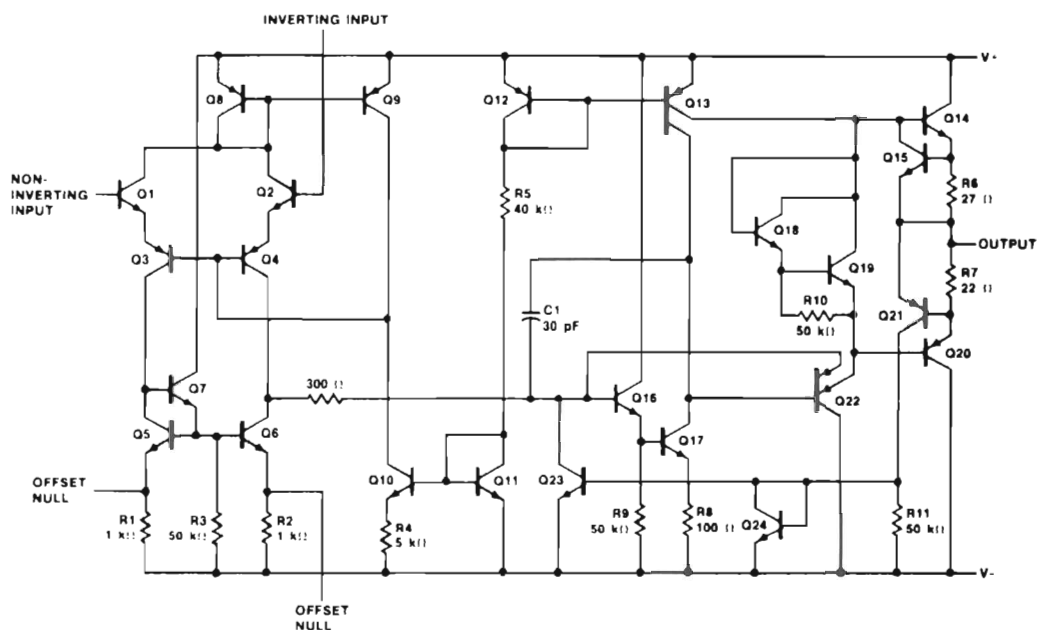 INVERTING INPUT
V+
Q8
Q9
Q12
Q13
Q14
Q15
NON-
INVERTING
INPUT
Q1
Q2
R5
40 kΩ
R6
27 Ω
Q18
OUTPUT
Q3
Q4
Q19
R7
22 Ω
C1
30 pF
R10
50 kΩ
Q21
Q20
Q7
300 Ω
Q16
Q22
Q5
Q6
Q17
OFFSET
NULL
Q10
Q11
Q23
R1
1 kΩ
R3
50 kΩ
R2
1 kΩ
R4
5 kΩ
R9
50 kΩ
R8
100 Ω
Q24
R11
50 kΩ
V-
OFFSET
NULL